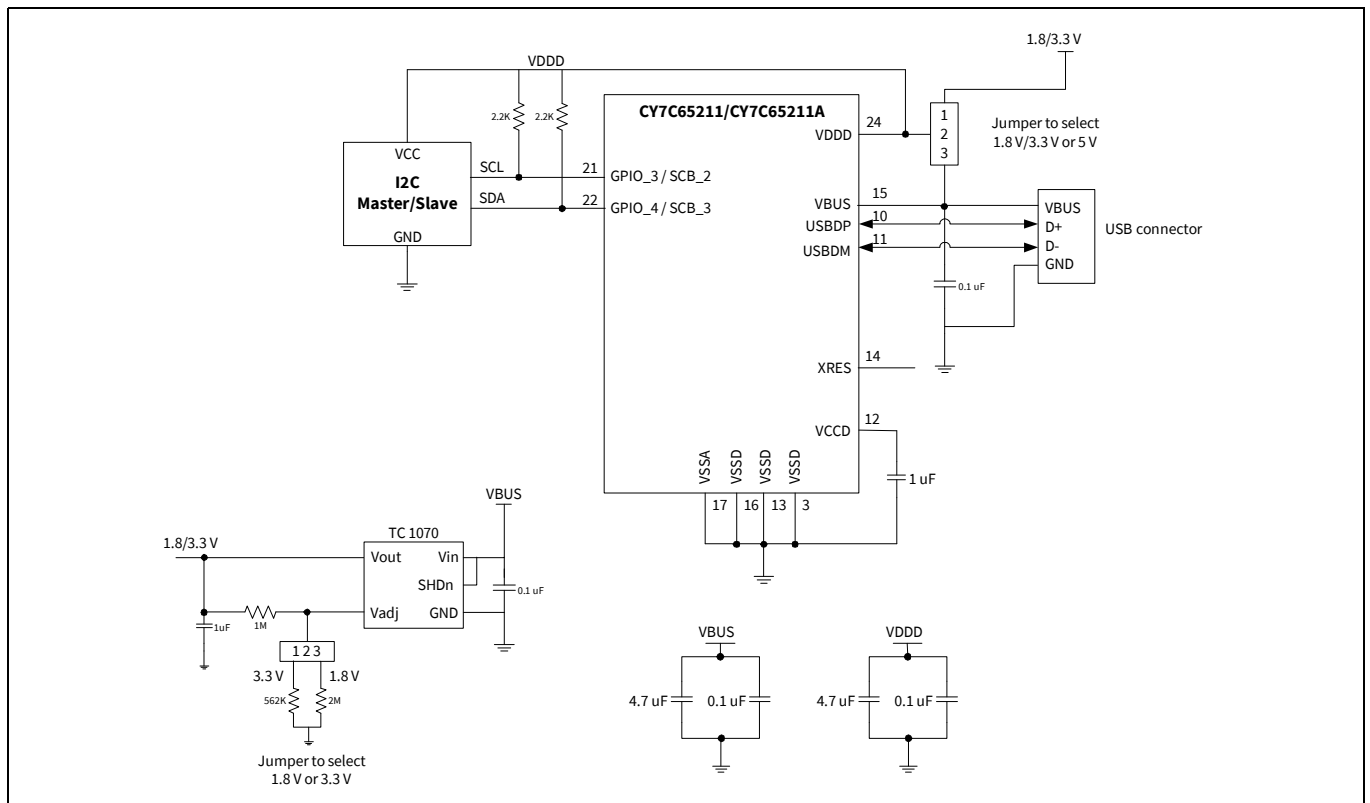 1.8/3.3 V
VDDD
CY7C65211/CY7C65211A
2.2K
2.2K
24
VDDD
1
2
3
Jumper to select
1.8 V/3.3 V or 5 V
VCC
I2C
Master/Slave
GND
SCL
SDA
21
22
GPIO_3 / SCB_2
GPIO_4 / SCB_3
15
VBUS
10
USBDP
11
USBDM
VBUS
D+
D-
GND
USB connector
0.1 uF
14
XRES
12
VCCD
1 uF
VSSA
VSSD
VSSD
VSSD
17
16
13
3
VBUS
TC 1070
1.8/3.3 V
Vout
Vin
SHDn
Vadj
GND
0.1 uF
1uF
1M
1 2 3
3.3 V
1.8 V
562K
2M
Jumper to select
1.8 V or 3.3 V
VBUS
4.7 uF
0.1 uF
VDDD
4.7 uF
0.1 uF